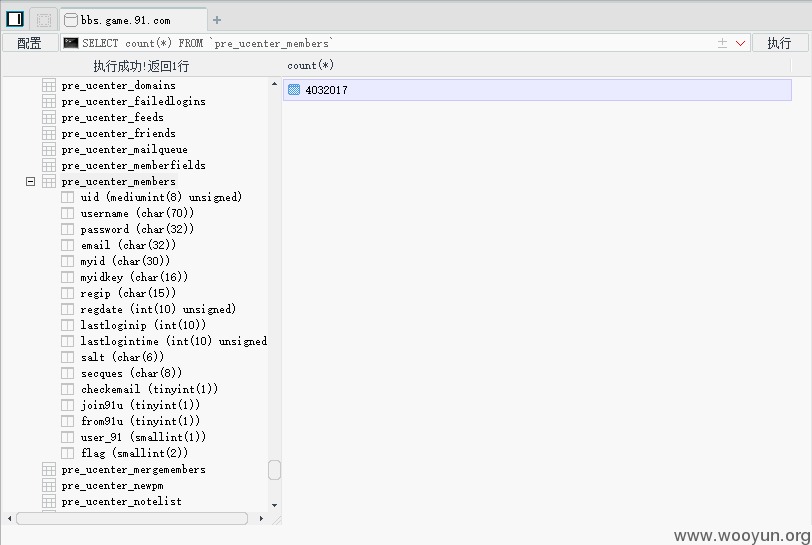 bbs.game.91.com
配置
SELECT count(*) FROM `pre_ucenter_members`
执行
执行成功!返回1行
count(*)
4032017
pre_ucenter_domains
pre_ucenter_failedlogins
pre_ucenter_feeds
pre_ucenter_friends
pre_ucenter_mailqueue
pre_ucenter_memberfields
pre_ucenter_members
uid (mediumint(8) unsigned)
username (char(70))
password (char(32))
email (char(32))
myid (char(30))
myidkey (char(16))
regip (char(15))
regdate (int(10) unsigned)
lastloginip (int(10))
lastlogintime (int(10) unsigned
salt (char(6))
secques (char(8))
checkemail (tinyint(1))
join91u (tinyint(1))
from91u (tinyint(1))
user_91 (smallint(1))
flag (smallint(2))
pre_ucenter_mergemembers
pre_ucenter_newpm
pre_ucenter_notelist
www.wooyun.org